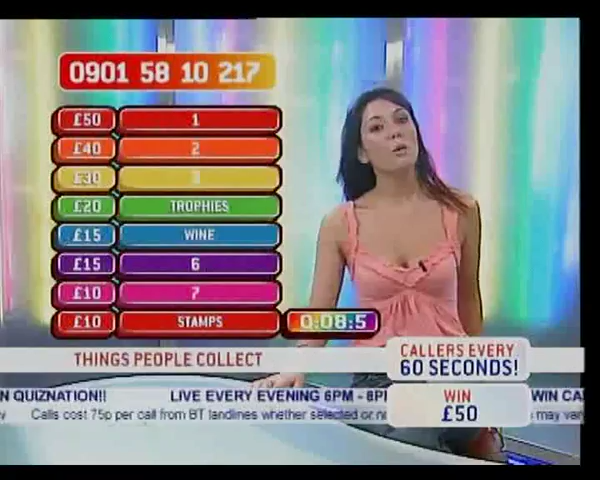 0901 58 10 217
£50 1
£40 2
£30 3
£20 TROPHIES
£15 WINE
£15 6
£10 7
£10 STAMPS
0:08:5
THINGS PEOPLE COLLECT
CALLERS EVERY
60 SECONDS!
N QUIZNATION!! LIVE EVERY EVENING 6PM - 8P
WIN
£50
WIN CA
Calls cost 75p per call from BT landlines whether selected or no
may var